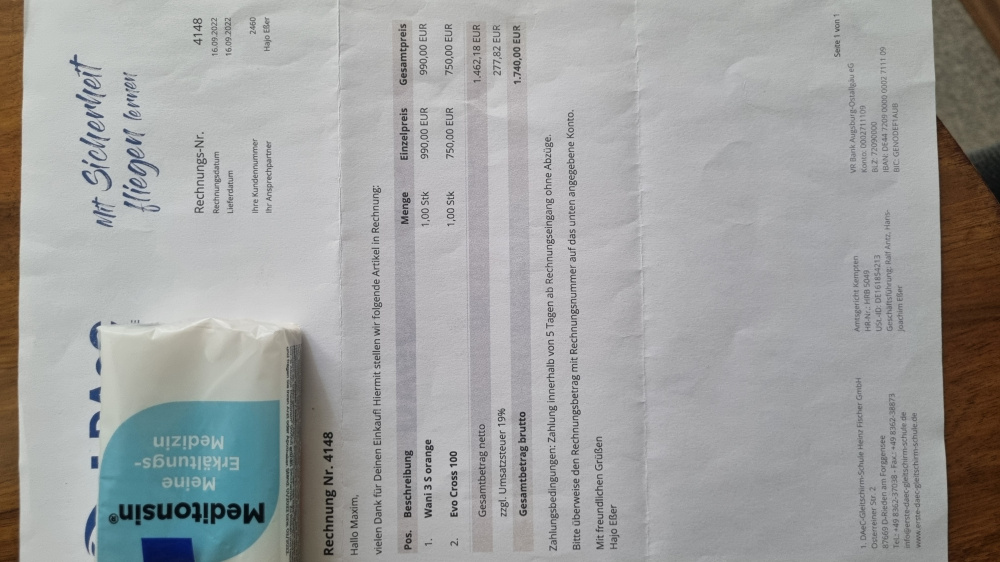 Mit Sicherheit
fliegen lernen
Rechnungs-Nr. 4148
Rechnungsdatum 16.09.2022
Lieferdatum 16.09.2022
Ihre Kundennummer 2460
Ihr Ansprechpartner Hajo Eßer
Meditonsin®
Meine
Erkältungs-
Medizin
Rechnung Nr. 4148
Hallo Maxim,
vielen Dank für Deinen Einkauf! Hiermit stellen wir folgende Artikel in Rechnung:
Pos. Beschreibung Menge Einzelpreis Gesamtpreis
1. Wani 3 S orange 1,00 Stk 990,00 EUR 990,00 EUR
2. Evo Cross 100 1,00 Stk 750,00 EUR 750,00 EUR
Gesamtbetrag netto 1.462,18 EUR
zzgl. Umsatzsteuer 19% 277,82 EUR
Gesamtbetrag brutto 1.740,00 EUR
Zahlungsbedingungen: Zahlung innerhalb von 5 Tagen ab Rechnungseingang ohne Abzüge.
Bitte überweise den Rechnungsbetrag mit Rechnungsnummer auf das unten angegebene Konto.
Mit freundlichen Grüßen
Hajo Eßer
Seite 1 von 1
1. DAeC-Gleitschirm-Schule Heinz Fischer GmbH
Osterreiner Str. 2
87669 D-Rieden am Forggensee
Tel.: +49 8362-37038 - Fax.: +49 8362-38873
info@erste-daec-gleitschirm-schule.de
www.erste-daec-gleitschirm-schule.de
Amtsgericht Kempten
HR-Nr.: HRB 5049
USt.-ID: DE161854213
Geschäftsführung: Ralf Antz, Hans-
Joachim Eßer
VR Bank Augsburg-Ostallgäu eG
Konto: 0002711109
BLZ: 72090000
IBAN: DE44 7209 0000 0002 7111 09
BIC: GENODEF1AUB